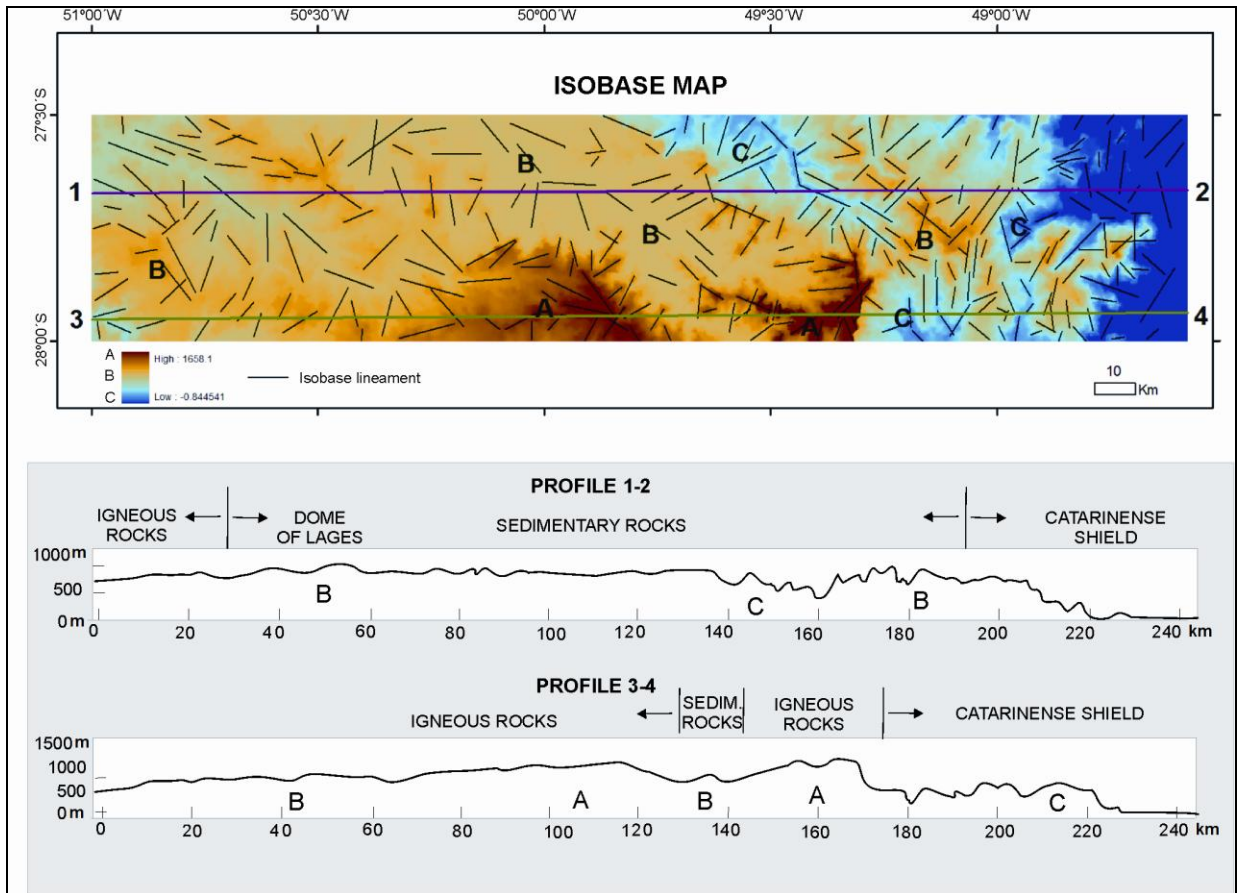 51°00´W 50°30´W 50°00´W 49°30´W 49°00´W
ISOBASE MAP
27°30´S
B C
1 2
B B C
B
A C
3 A 4
28°00´S
A High : 1658.1
B
C Low : -0.844541
Isobase lineament
10
Km
PROFILE 1-2
IGNEOUS ROCKS
DOME OF LAGES
SEDIMENTARY ROCKS
CATARINENSE SHIELD
1000m
500
0m
B C B
0 20 40 60 80 100 120 140 160 180 200 220 240 km
PROFILE 3-4
IGNEOUS ROCKS
SEDIM. ROCKS
IGNEOUS ROCKS
CATARINENSE SHIELD
1500m
1000
500
0m
B A B A C
0 20 40 60 80 100 120 140 160 180 200 220 240 km